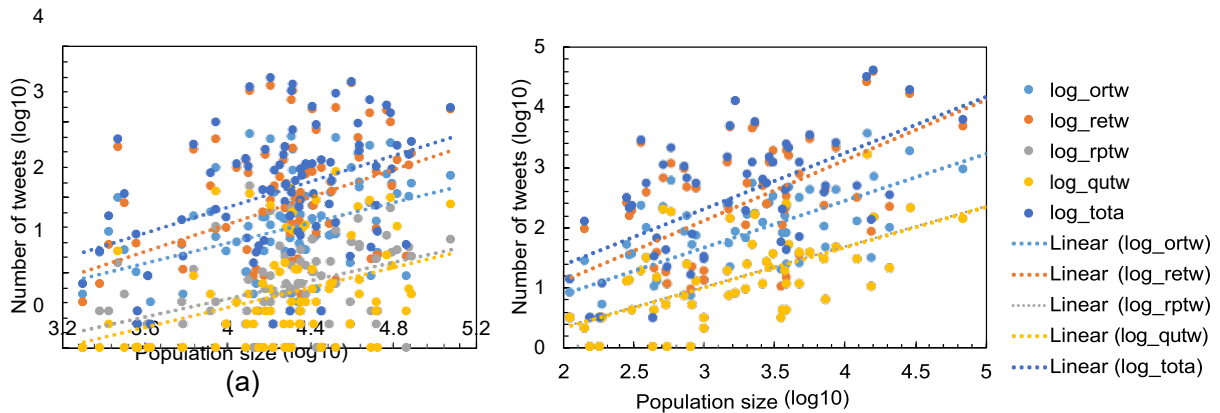 4
3
2
1
0
Number of tweets (log10)
3.2 3.6 4 4.4 4.8 5.2
Population size (log10)
(a)
5
4
3
2
1
0
Number of tweets (log10)
2 2.5 3 3.5 4 4.5 5
Population size (log10)
log_ortw
log_retw
log_rptw
log_qutw
log_tota
Linear (log_ortw)
Linear (log_retw)
Linear (log_rptw)
Linear (log_qutw)
Linear (log_tota)